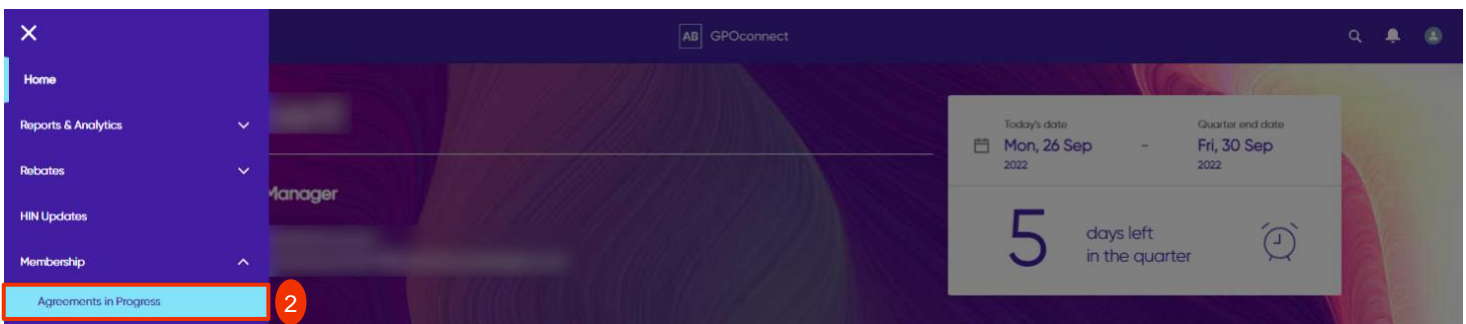 AB GPOconnect
Home
Reports & Analytics
Rebates
HIN Updates
Membership
Agreements in Progress
2
Manager
Today's date
Mon, 26 Sep
2022
-
Quarter end date
Fri, 30 Sep
2022
5
days left
in the quarter